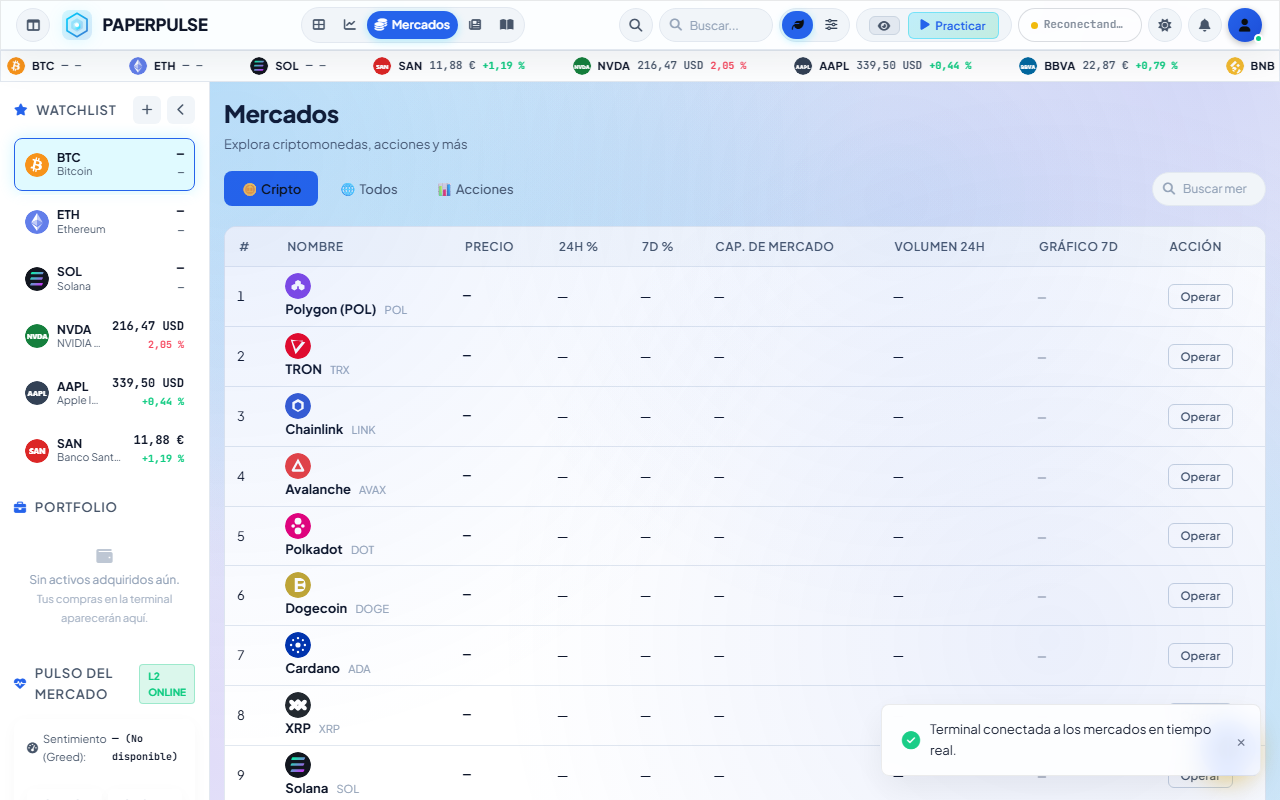 PAPERPULSE
Mercados
Buscar...
Practicar
Reconectand…
BTC — —
ETH — —
SOL — —
SAN 11,88 € +1,19 %
NVDA 216,47 USD 2,05 %
AAPL 339,50 USD +0,44 %
BBVA 22,87 € +0,79 %
BNB
WATCHLIST
BTC —
Bitcoin —
ETH —
Ethereum —
SOL —
Solana —
NVDA 216,47 USD
NVIDIA ... 2,05 %
AAPL 339,50 USD
Apple I... +0,44 %
SAN 11,88 €
Banco Sant... +1,19 %
PORTFOLIO
Sin activos adquiridos aún.
Tus compras en la terminal
aparecerán aquí.
PULSO DEL
MERCADO
L2
ONLINE
Sentimiento — (No
(Greed): disponible)
Mercados
Explora criptomonedas, acciones y más
Cripto
Todos
Acciones
Buscar mer
# NOMBRE PRECIO 24H % 7D % CAP. DE MERCADO VOLUMEN 24H GRÁFICO 7D ACCIÓN
1 Polygon (POL) POL — — — — — — Operar
2 TRON TRX — — — — — — Operar
3 Chainlink LINK — — — — — — Operar
4 Avalanche AVAX — — — — — — Operar
5 Polkadot DOT — — — — — — Operar
6 Dogecoin DOGE — — — — — — Operar
7 Cardano ADA — — — — — — Operar
8 XRP XRP — — — —
9 Solana SOL — — — — — — Operar
Terminal conectada a los mercados en tiempo
real.
×